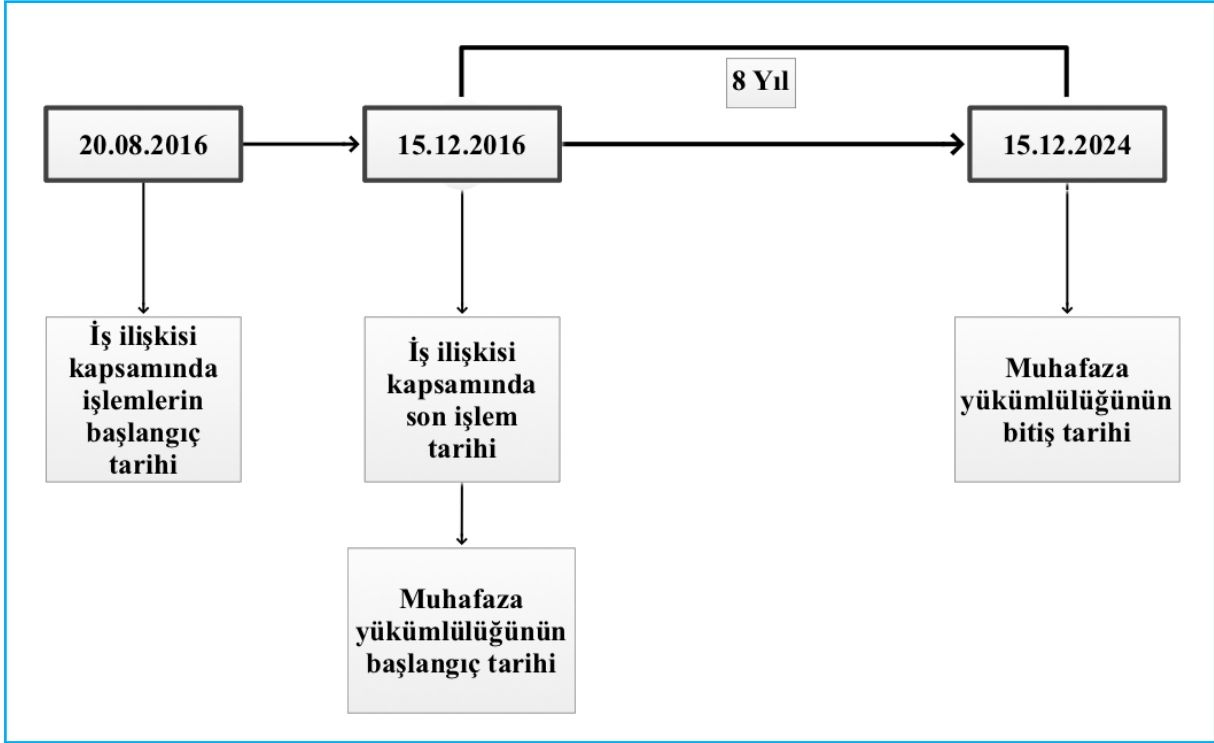 8 Yıl
20.08.2016
15.12.2016
15.12.2024
İş ilişkisi
kapsamında
işlemlerin
başlangıç
tarihi
İş ilişkisi
kapsamında
son işlem
tarihi
Muhafaza
yükümlülüğünün
bitiş tarihi
Muhafaza
yükümlülüğünün
başlangıç tarihi